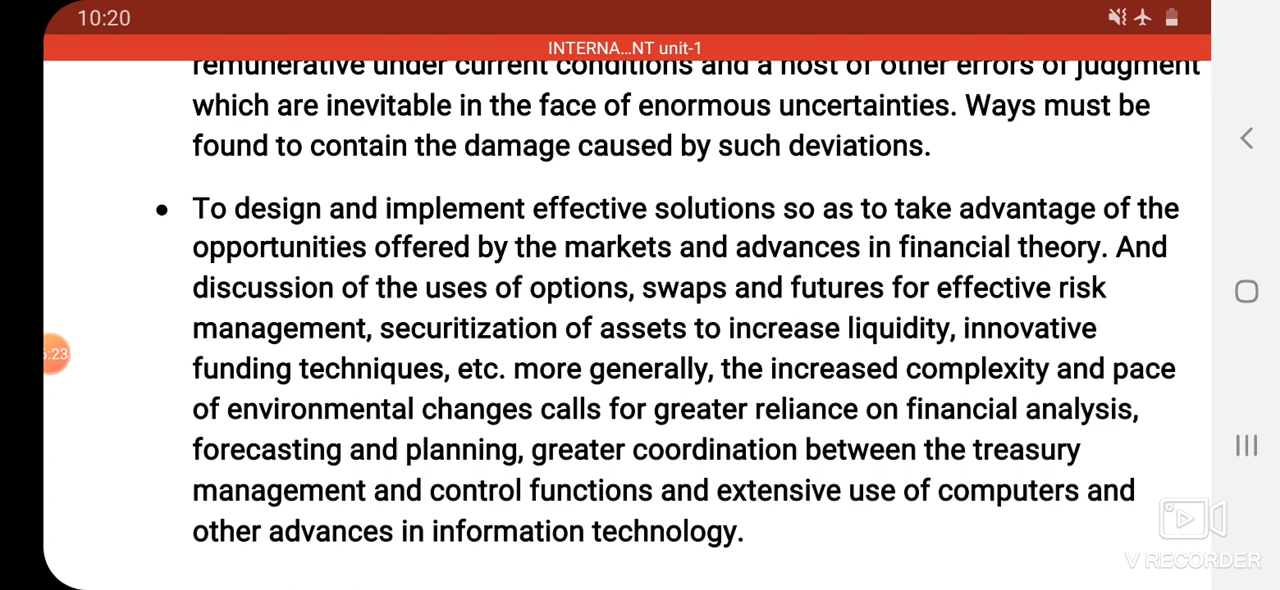 10:20
INTERNA...NT unit-1
remunerative under current conditions and a host of other errors of judgment
which are inevitable in the face of enormous uncertainties. Ways must be
found to contain the damage caused by such deviations.
• To design and implement effective solutions so as to take advantage of the
opportunities offered by the markets and advances in financial theory. And
discussion of the uses of options, swaps and futures for effective risk
management, securitization of assets to increase liquidity, innovative
funding techniques, etc. more generally, the increased complexity and pace
of environmental changes calls for greater reliance on financial analysis,
forecasting and planning, greater coordination between the treasury
management and control functions and extensive use of computers and
other advances in information technology.
:23
V RECORDER